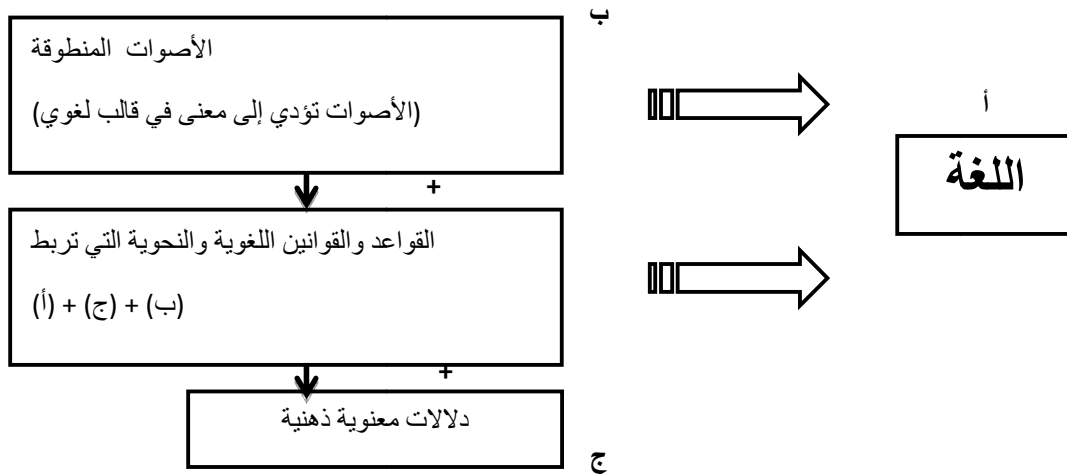 ب
الأصوات المنطوقة
(الأصوات تؤدي إلى معنى في قالب لغوي)
أ
اللغة
+
القواعد والقوانين اللغوية والنحوية التي تربط
(ب) + (ج) + (أ)
+
دلالات معنوية ذهنية
ج